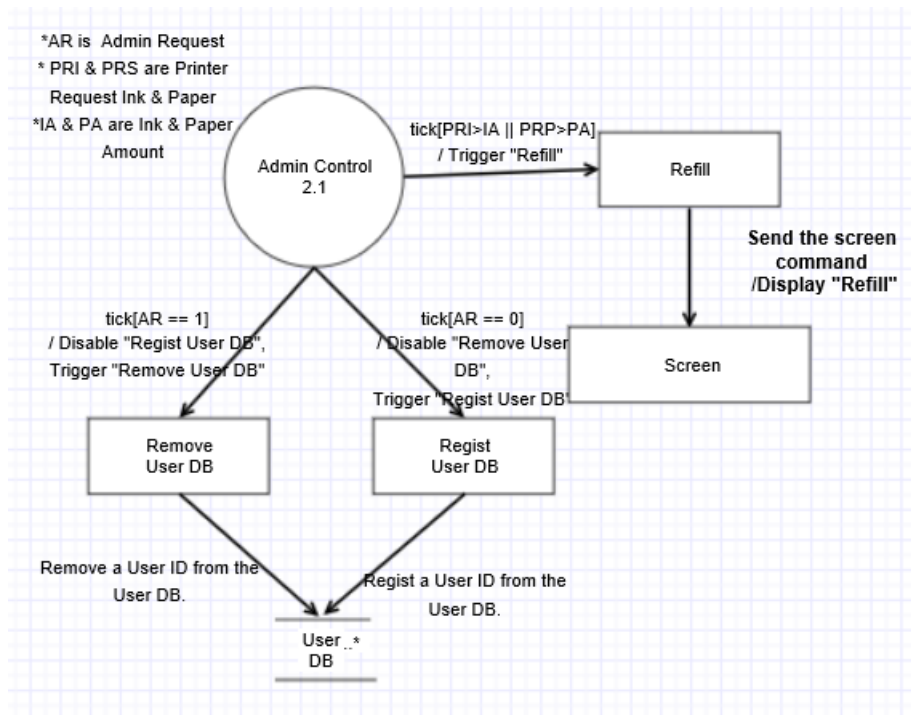 *AR is  Admin Request
* PRI & PRS are Printer
Request Ink & Paper
*IA & PA are Ink & Paper
Amount
Admin Control
2.1
tick[PRI>IA || PRP>PA]
/ Trigger "Refill"
Refill
Send the screen
command
/Display "Refill"
Screen
tick[AR == 1]
/ Disable "Regist User DB",
Trigger "Remove User DB"
tick[AR == 0]
/ Disable "Remove User
DB",
Trigger "Regist User DB"
Remove
User DB
Regist
User DB
Remove a User ID from the
User DB.
Regist a User ID from the
User DB.
User ..*
DB